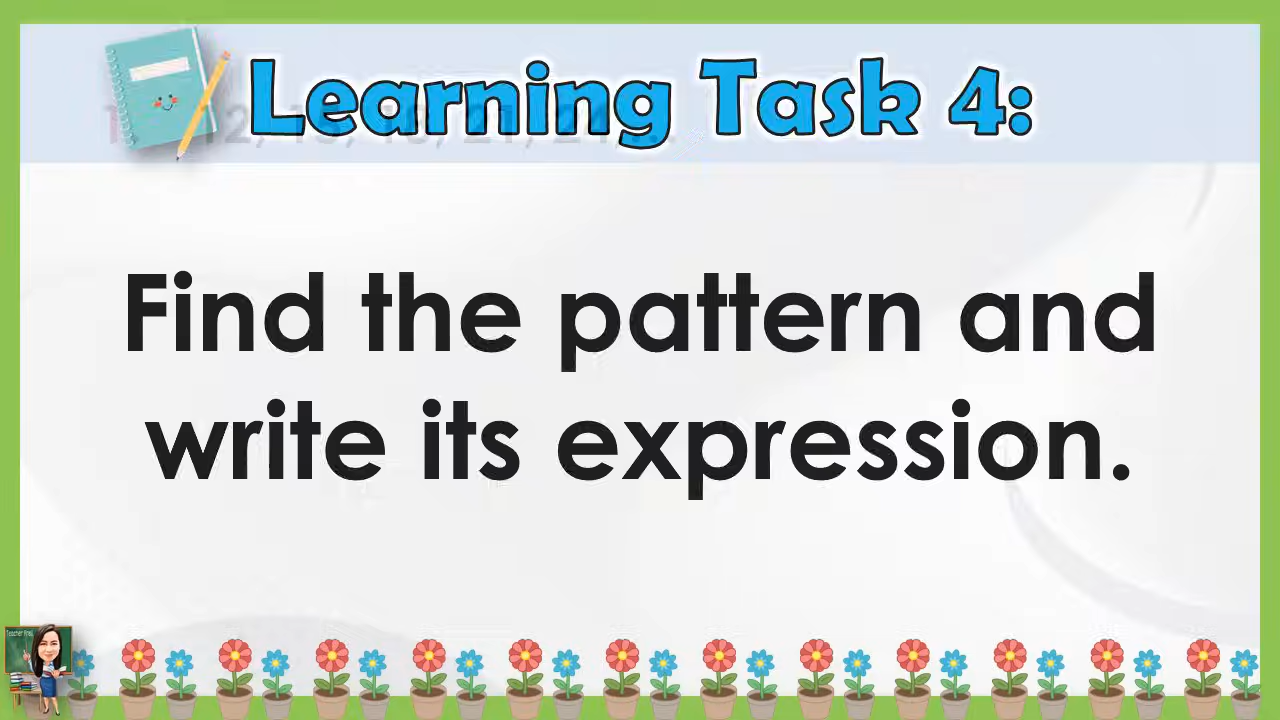 Learning Task 4:
Find the pattern and
write its expression.